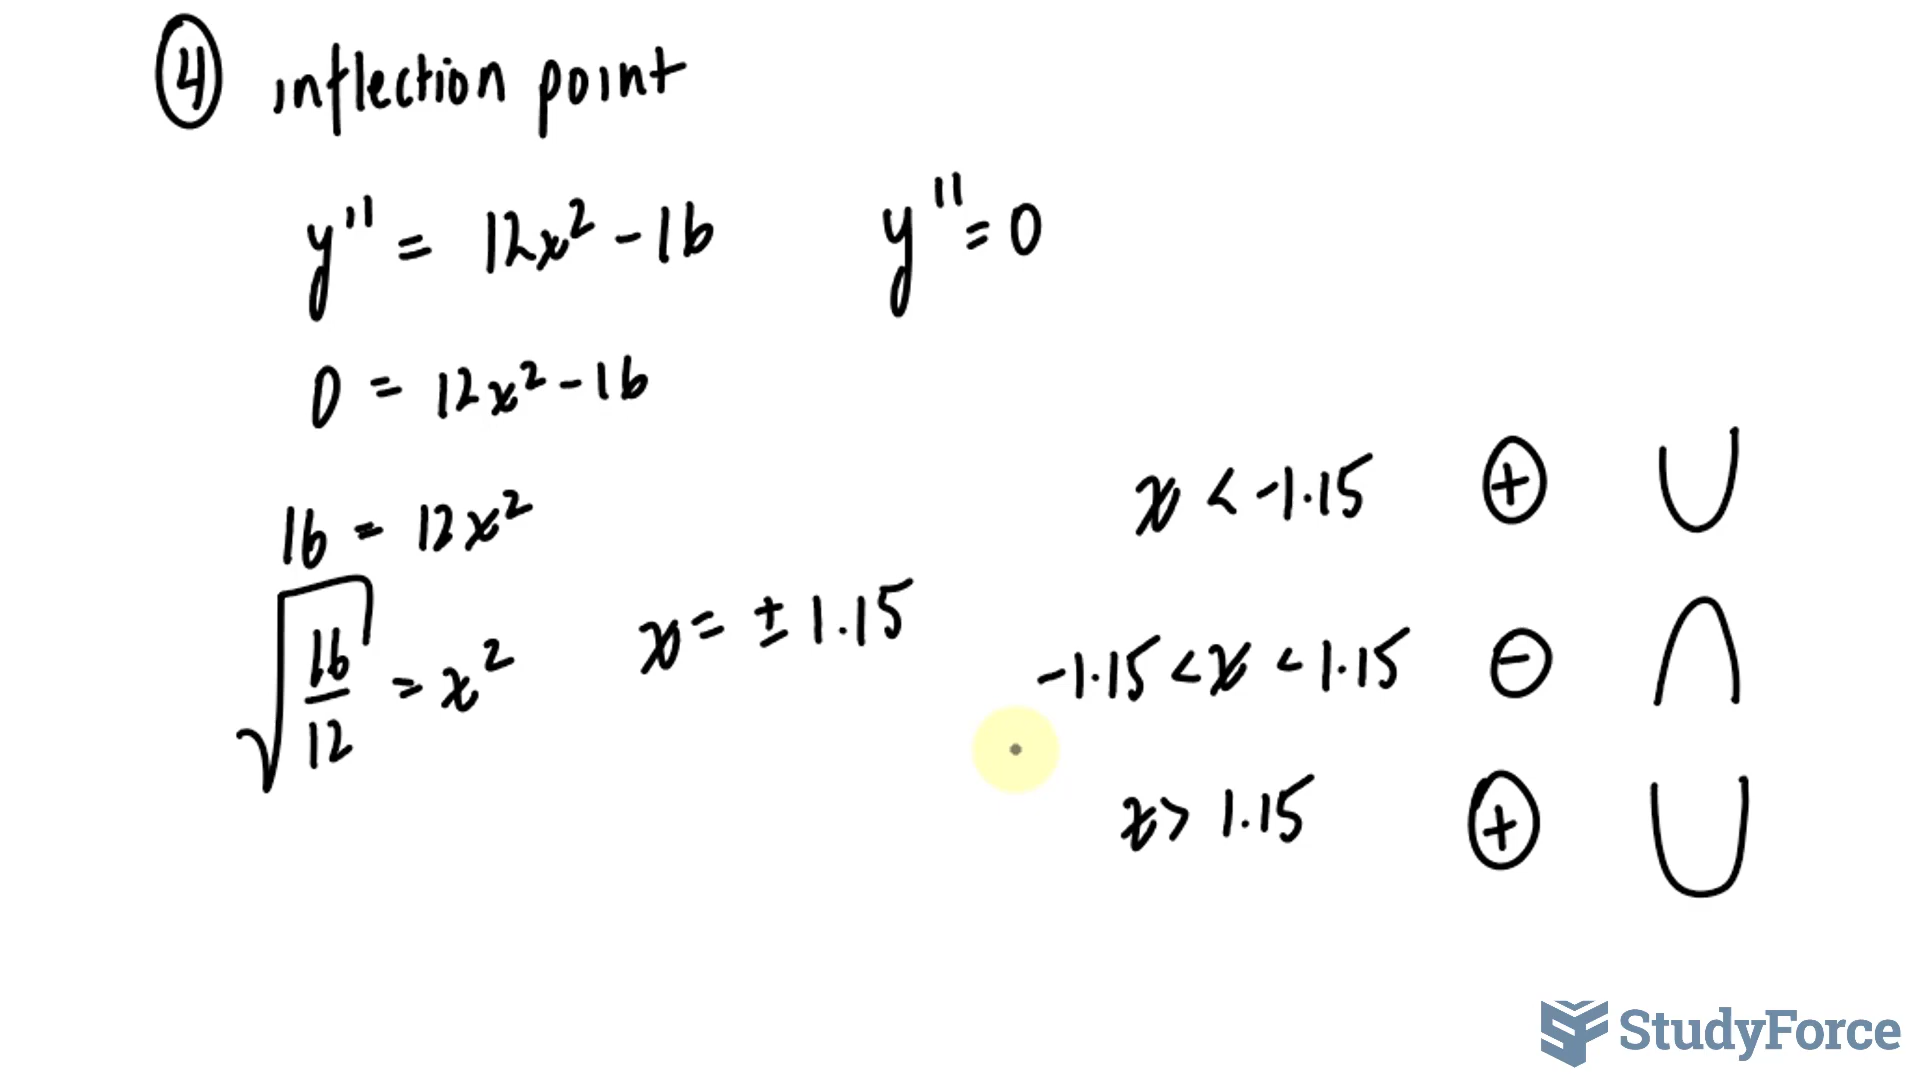 ④ inflection point
y'' = 12x² - 16    y'' = 0
0 = 12x² - 16
16 = 12x²
√(16/12) = x²    x = ± 1.15
x < -1.15 ⊕
-1.15 < x < 1.15 ⊖
x > 1.15 ⊕
StudyForce